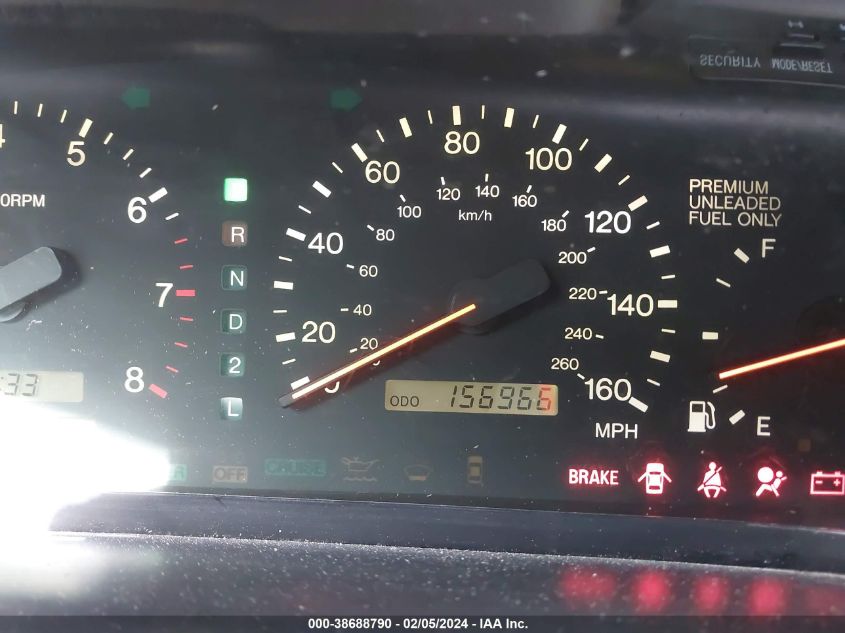 SECURITY MODE/RESET
5
6
7
8
0RPM
:33
R
N
D
2
L
20
40
60
80
100
120
140
160
MPH
20
40
60
80
100
120
140
160
180
200
220
240
260
km/h
ODO 156966
PREMIUM
UNLEADED
FUEL ONLY
F
E
OFF
CRUISE
BRAKE
000-38688790 - 02/05/2024 - IAA Inc.